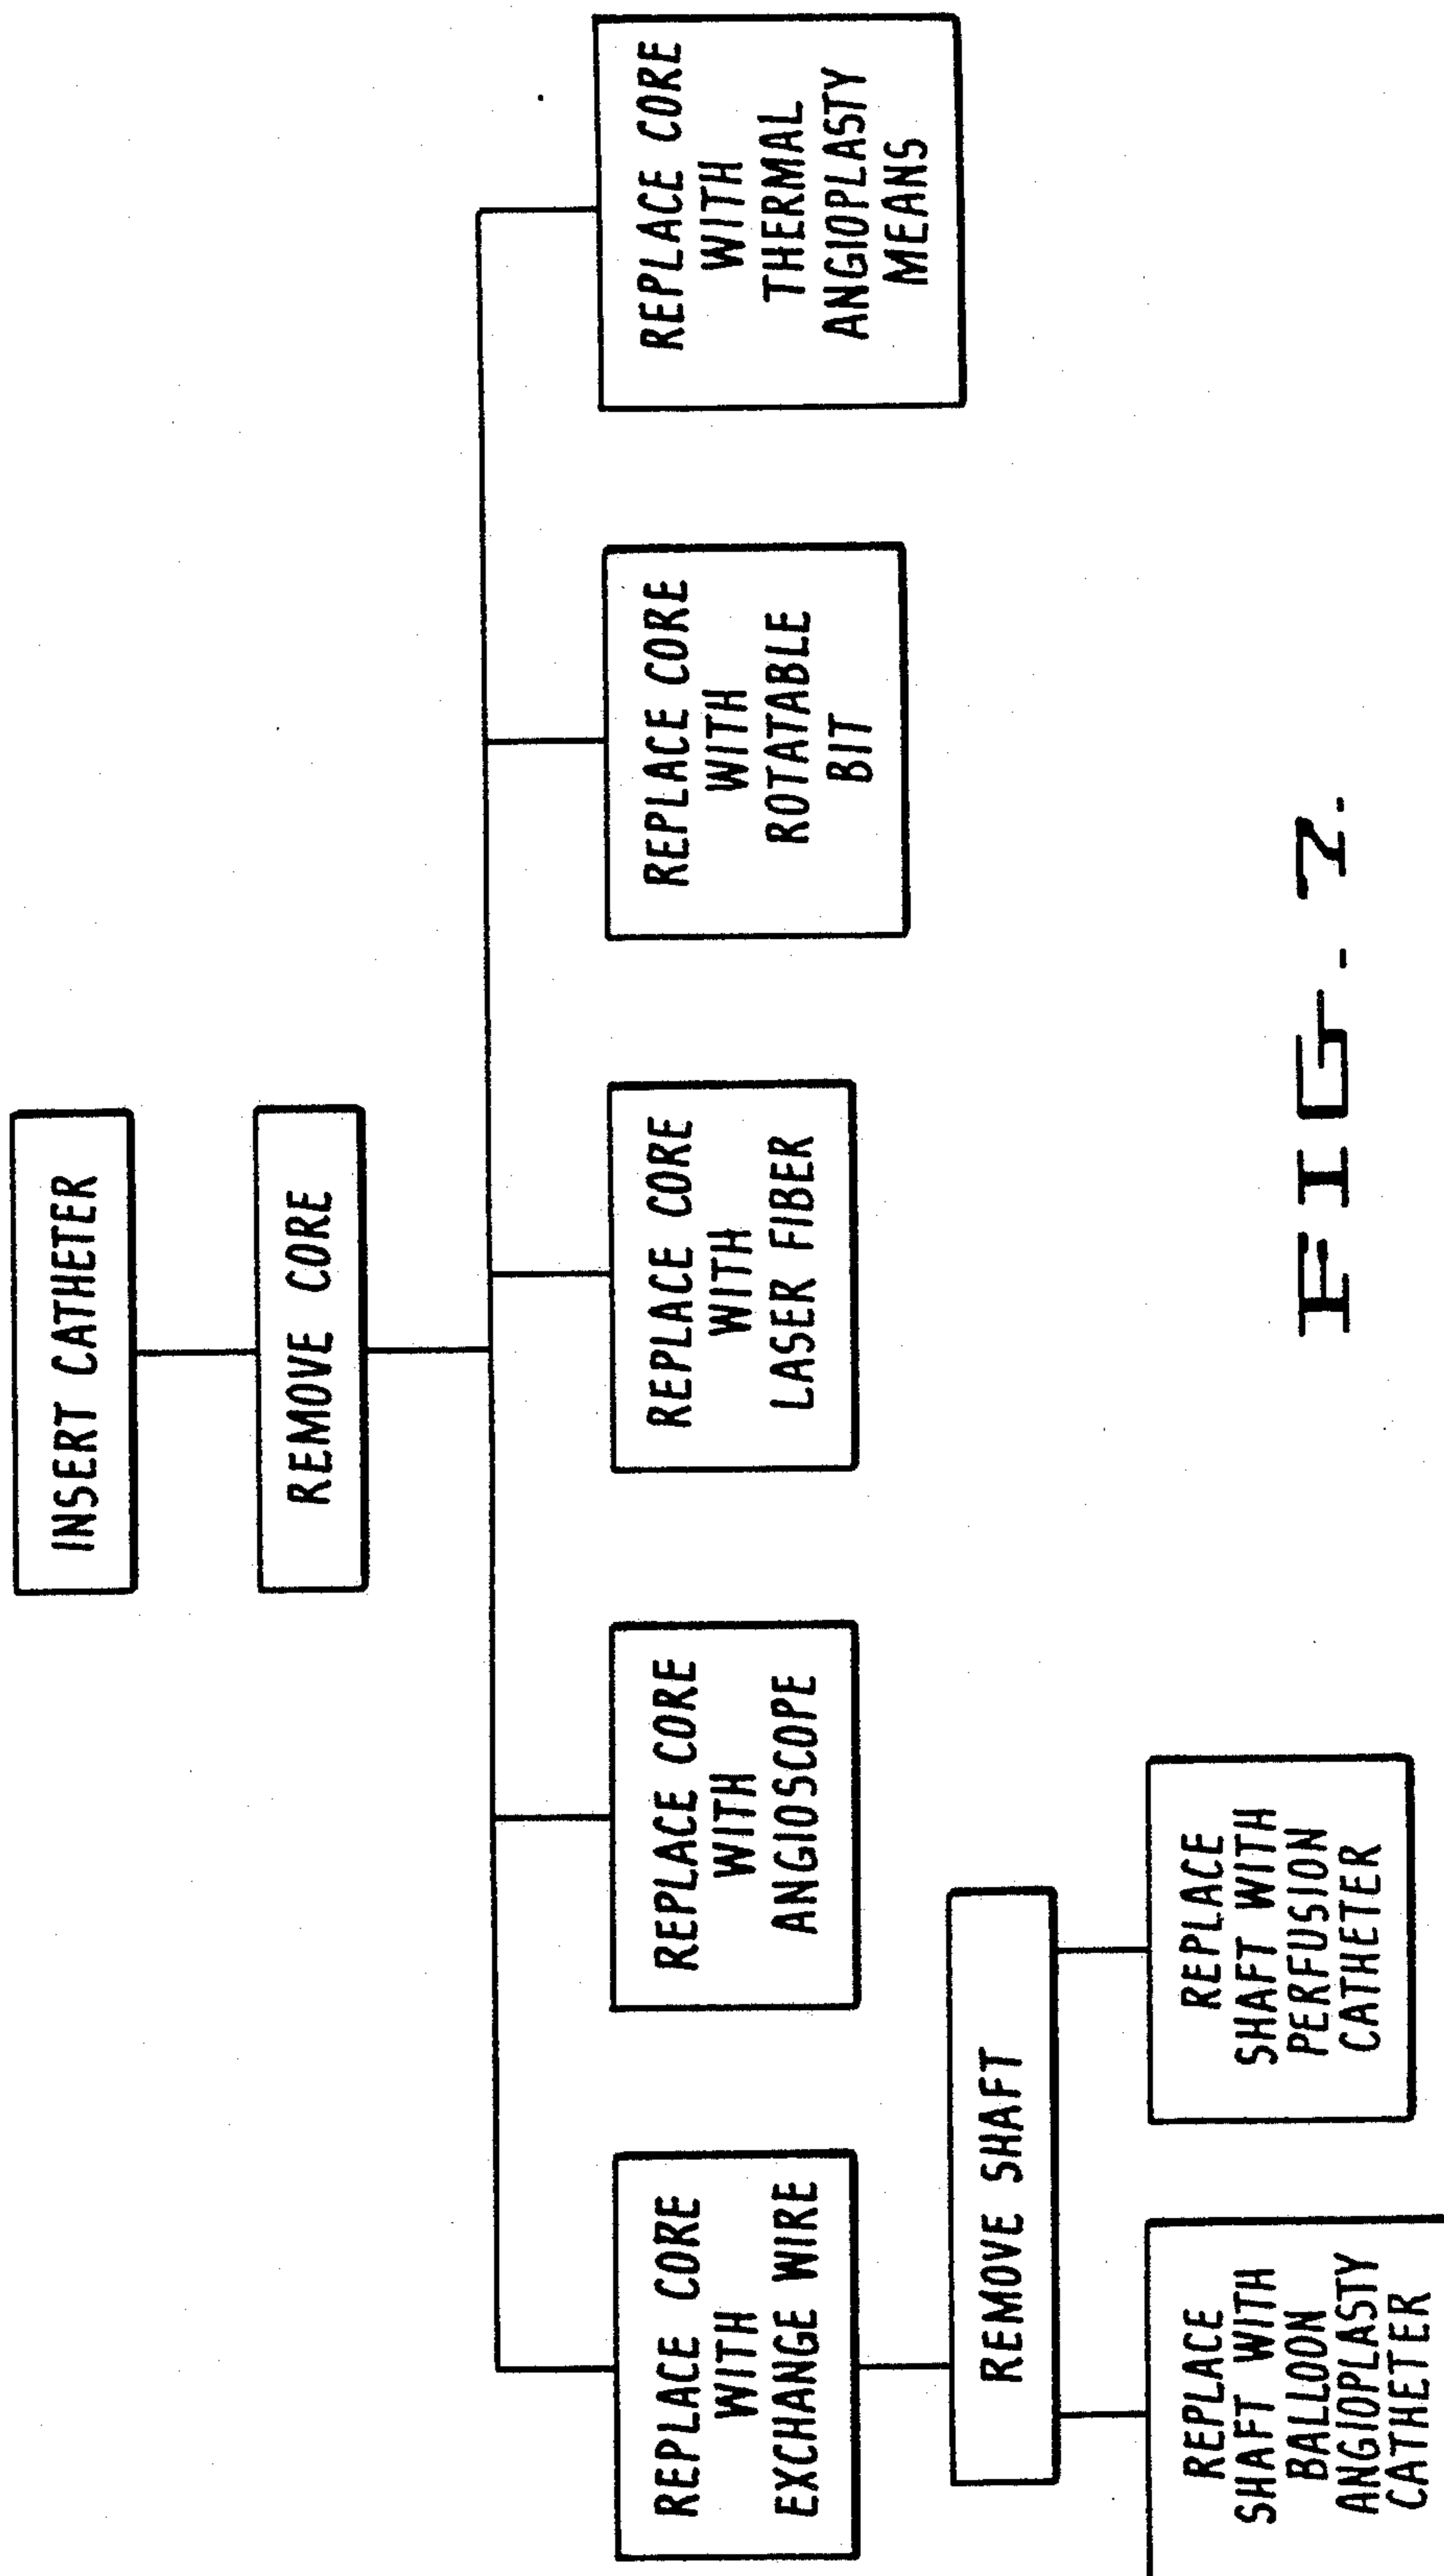 INSERT CATHETER
REMOVE CORE
REPLACE CORE
WITH
EXCHANGE WIRE
REPLACE CORE
WITH
ANGIOSCOPE
REPLACE CORE
WITH
LASER FIBER
REPLACE CORE
WITH
ROTATABLE
BIT
REPLACE CORE
WITH
THERMAL
ANGIOPLASTY
MEANS
REMOVE SHAFT
REPLACE
SHAFT WITH
BALLOON
ANGIOPLASTY
CATHETER
REPLACE
SHAFT WITH
PERFUSION
CATHETER
FIG-7.